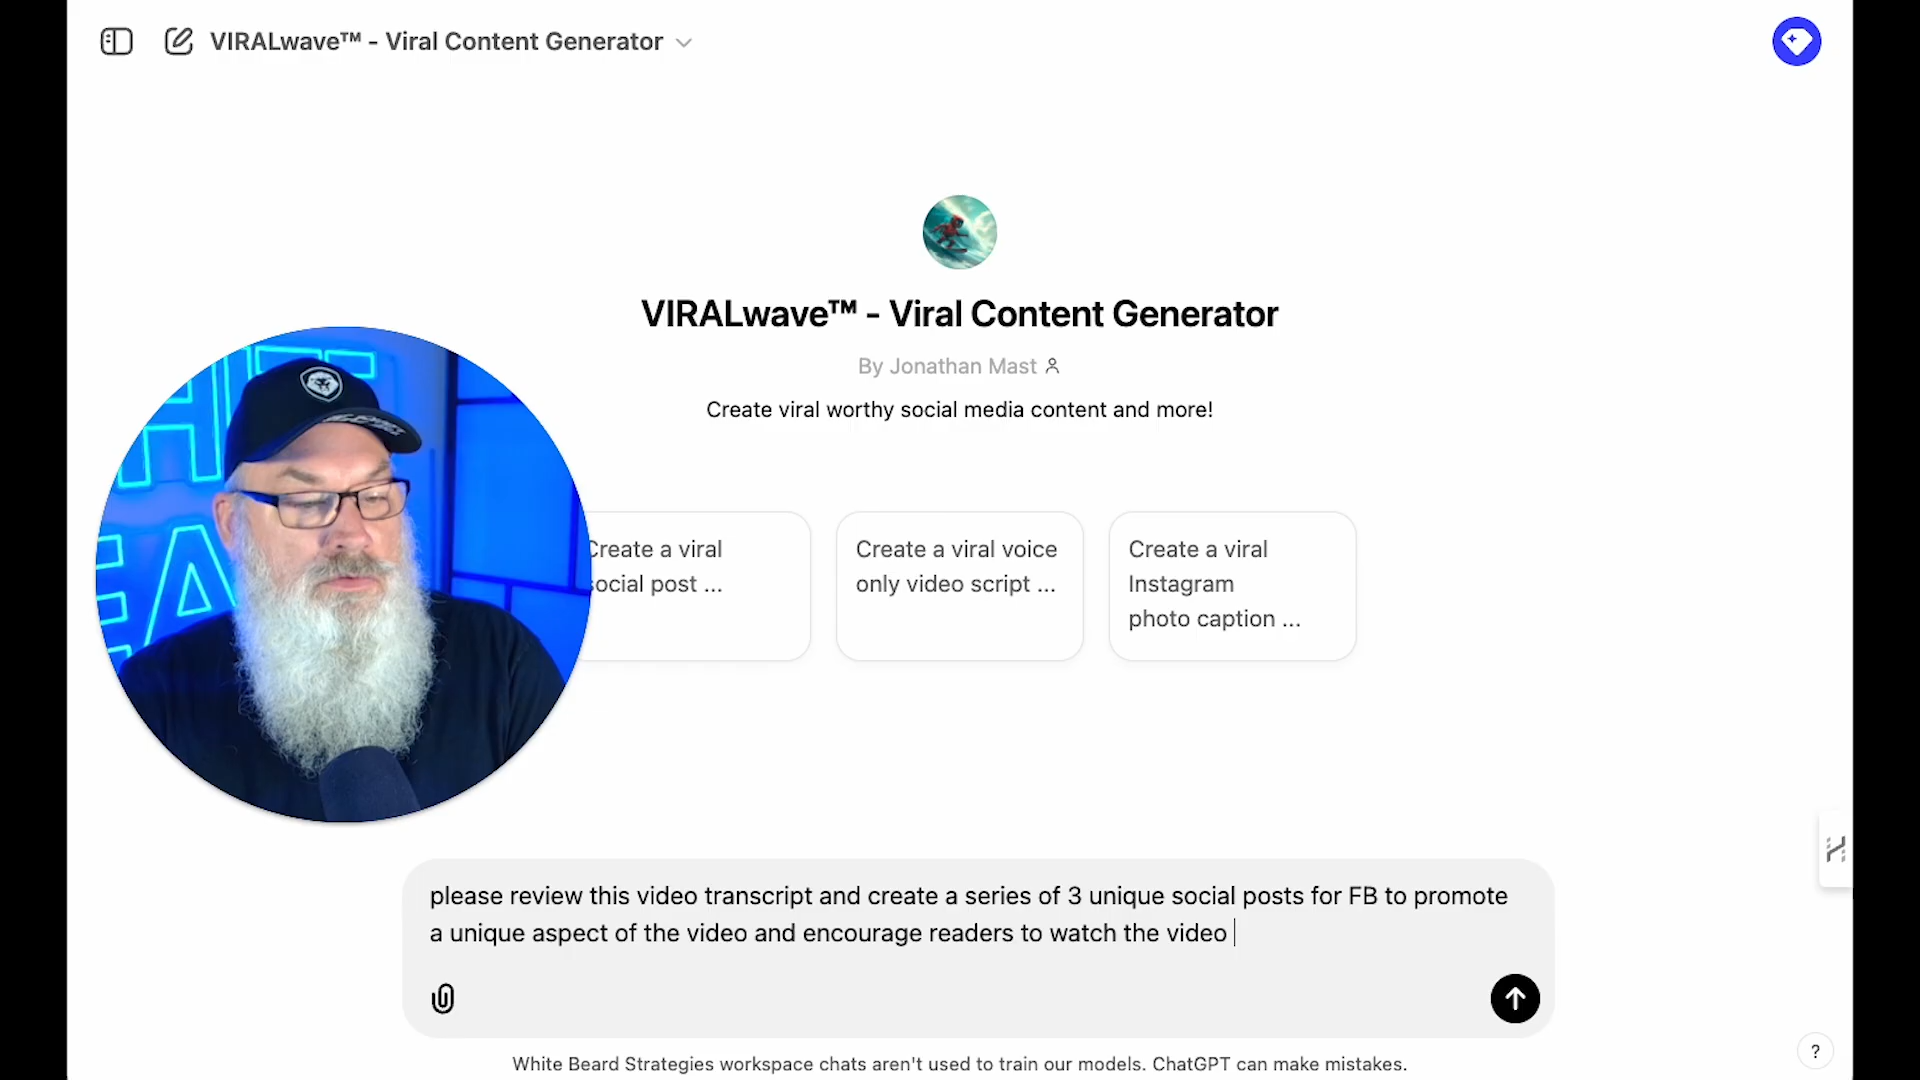 VIRALwave™ - Viral Content Generator
VIRALwave™ - Viral Content Generator
By Jonathan Mast
Create viral worthy social media content and more!
Create a viral
social post ...
Create a viral voice
only video script ...
Create a viral
Instagram
photo caption ...
please review this video transcript and create a series of 3 unique social posts for FB to promote
a unique aspect of the video and encourage readers to watch the video
White Beard Strategies workspace chats aren't used to train our models. ChatGPT can make mistakes.
?